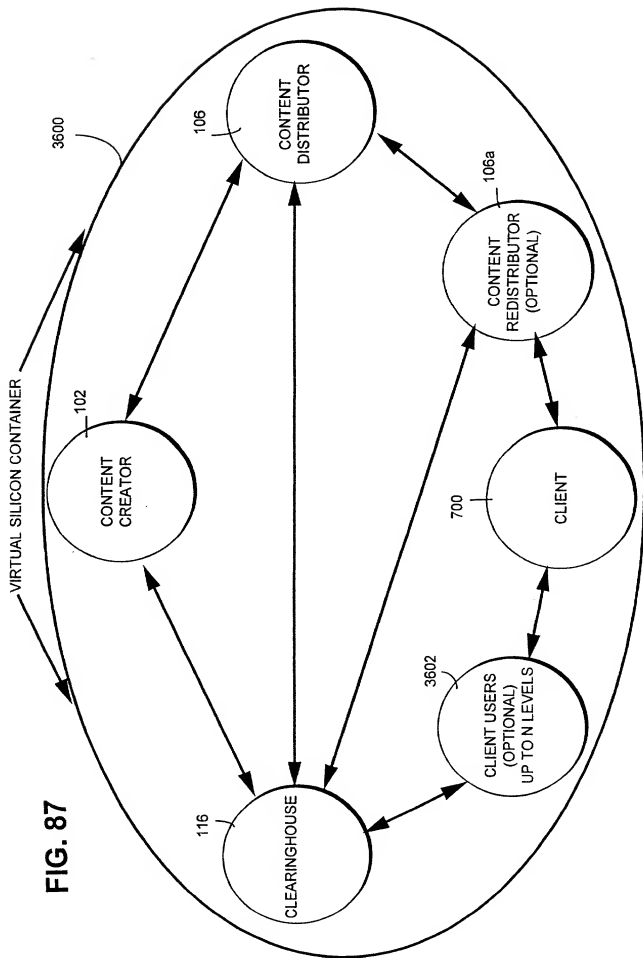 FIG. 87
VIRTUAL SILICON CONTAINER
3600
102
CONTENT
CREATOR
116
CLEARINGHOUSE
106
CONTENT
DISTRIBUTOR
106a
CONTENT
REDISTRIBUTOR
(OPTIONAL)
3602
CLIENT USERS
(OPTIONAL)
UP TO N LEVELS
700
CLIENT